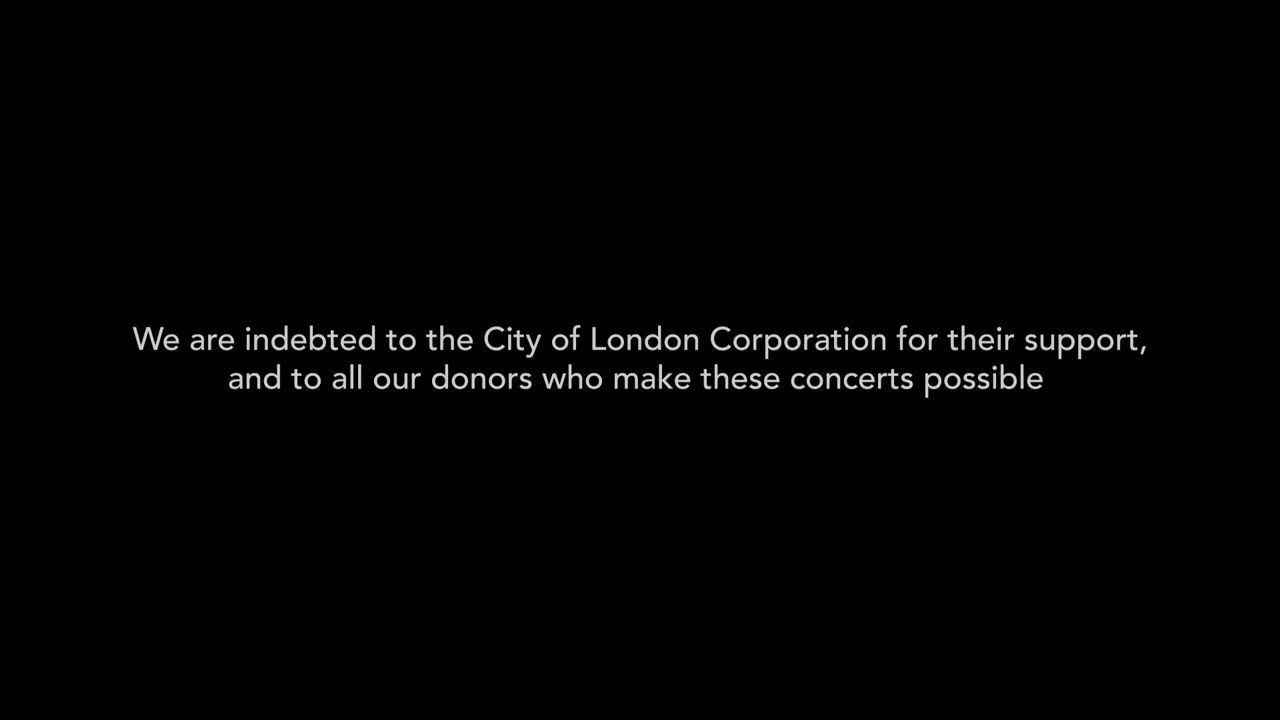 We are indebted to the City of London Corporation for their support,
and to all our donors who make these concerts possible